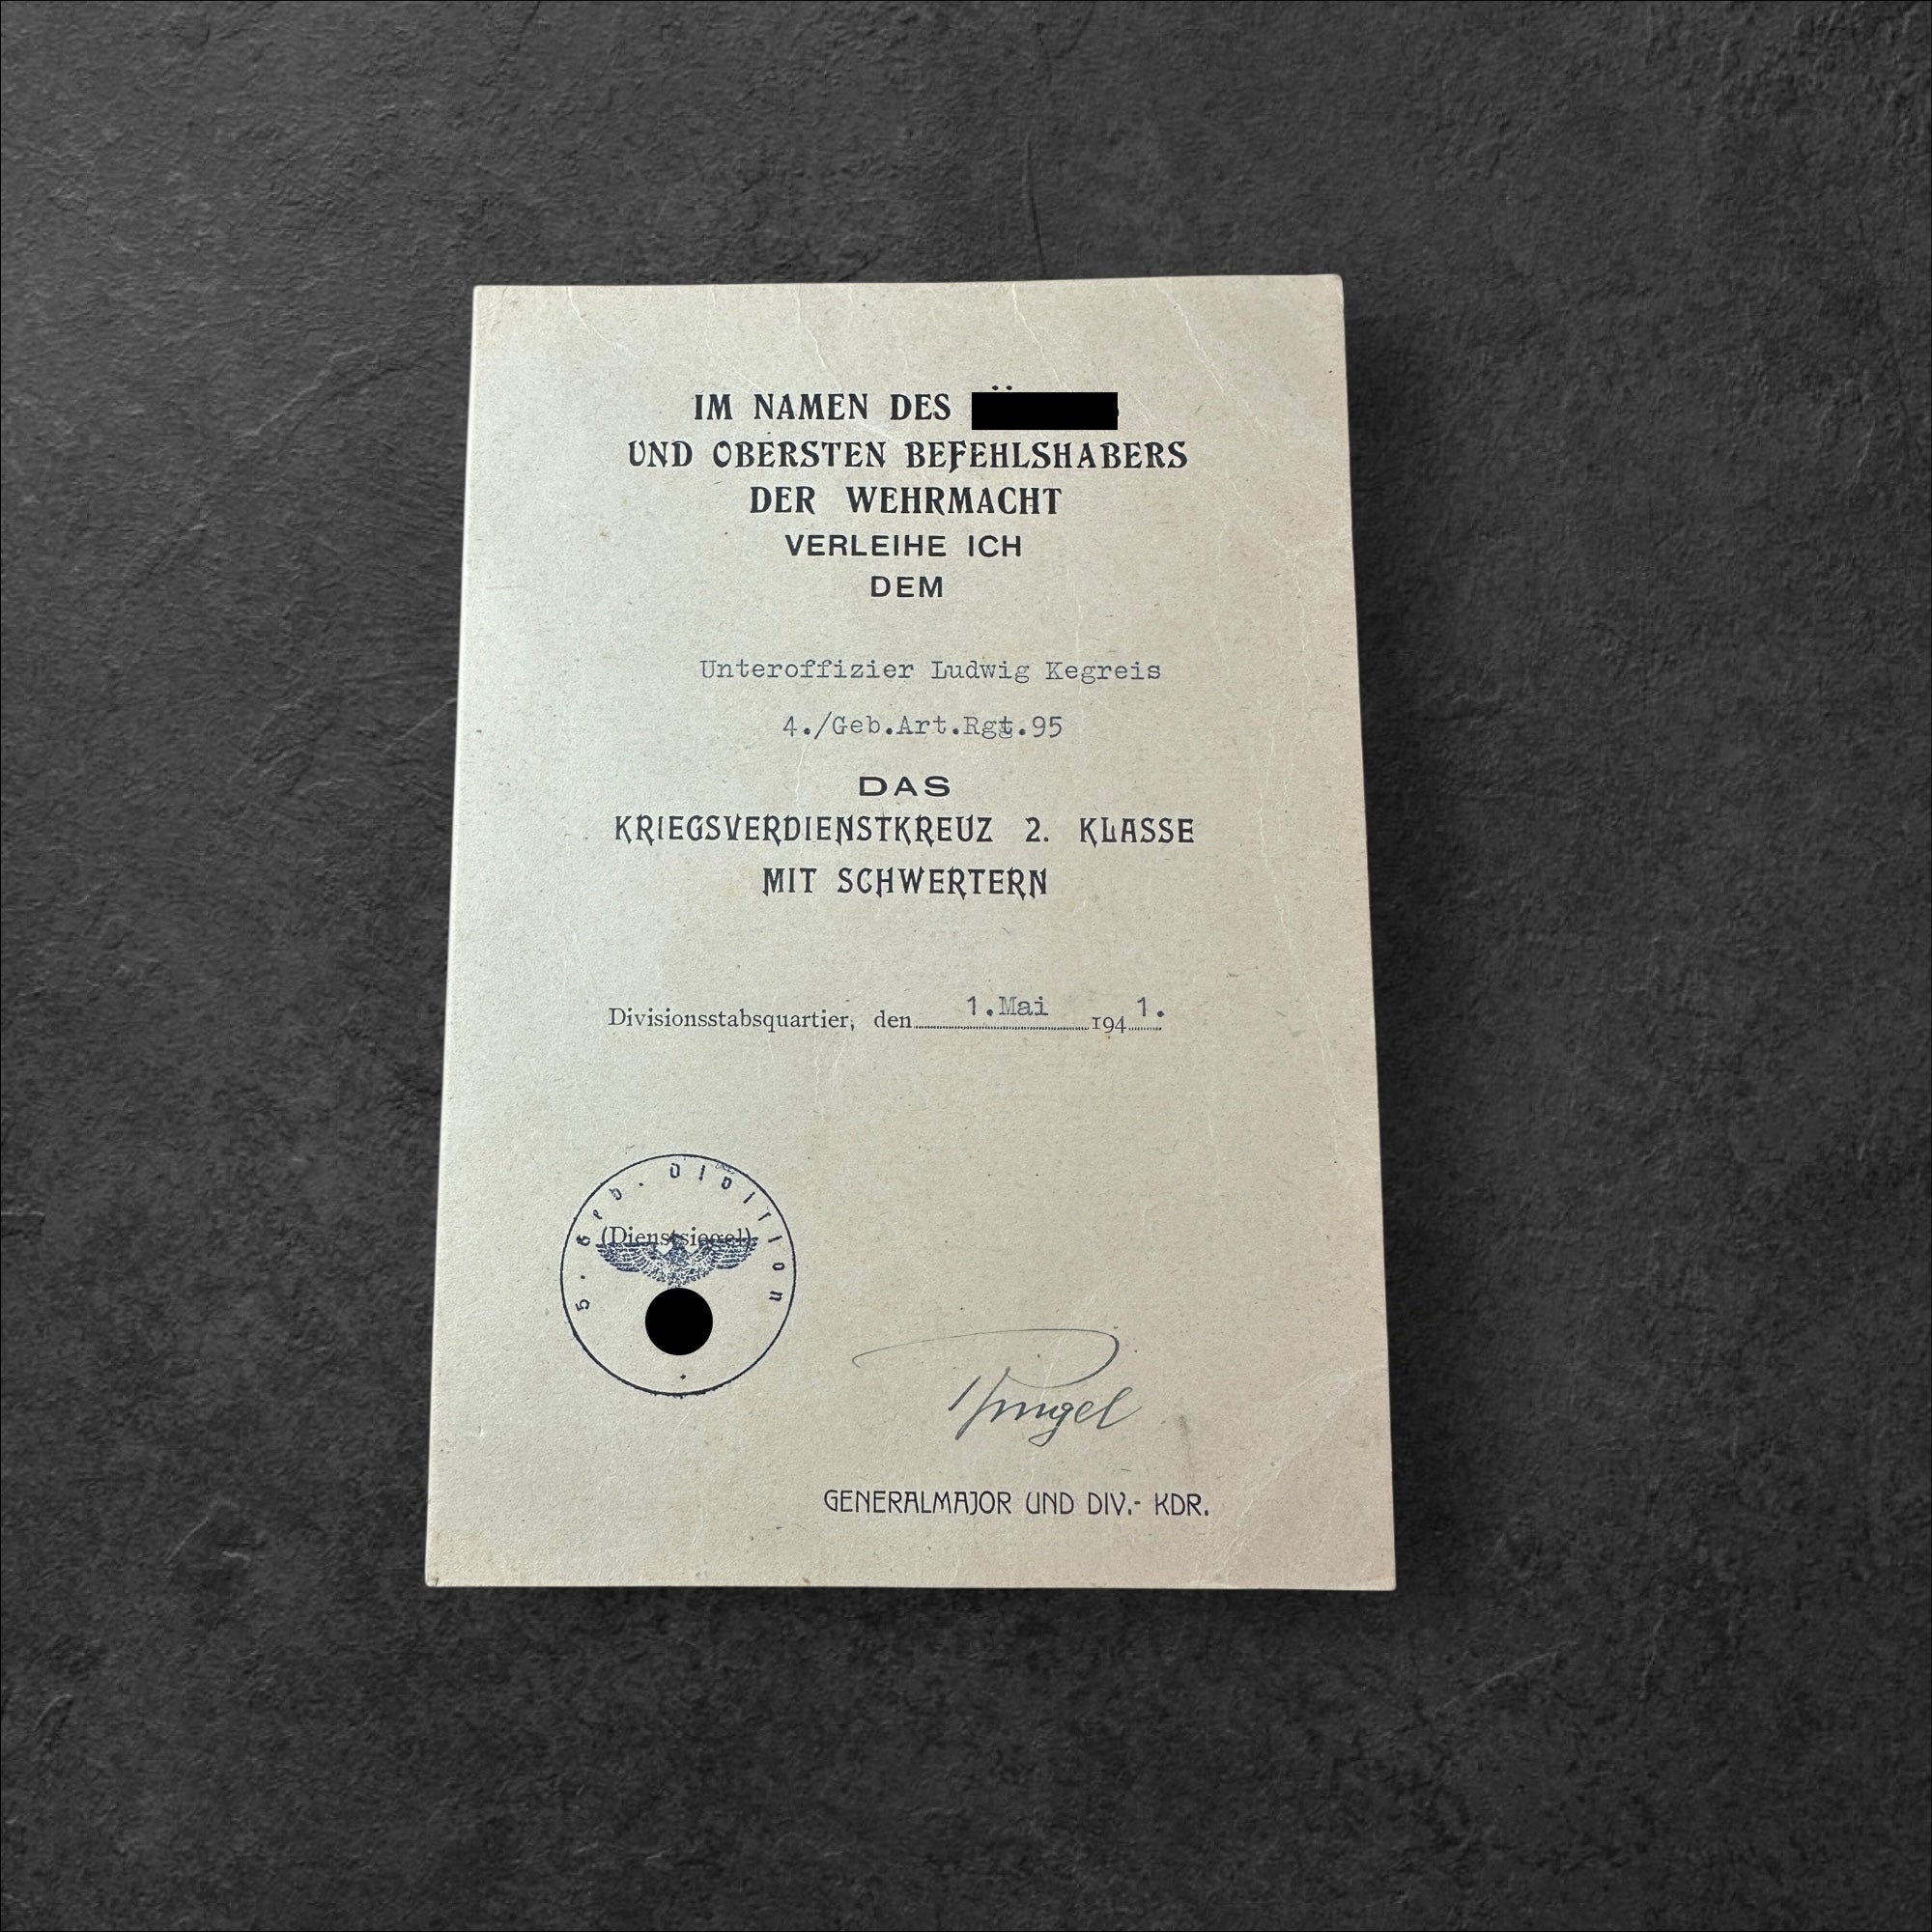 IM NAMEN DES
UND OBERSTEN BEFEHLSHABERS
DER WEHRMACHT
VERLEIHE ICH
DEM
Unteroffizier Ludwig Kegreis
4./Geb.Art.Rgt.95
DAS
KRIEGSVERDIENSTKREUZ 2. KLASSE
MIT SCHWERTERN
Divisionsstabsquartier, den 1.Mai 1941.
5. Geb. Division
(Dienstsiegel)
GENERALMAJOR UND DIV.- KDR.